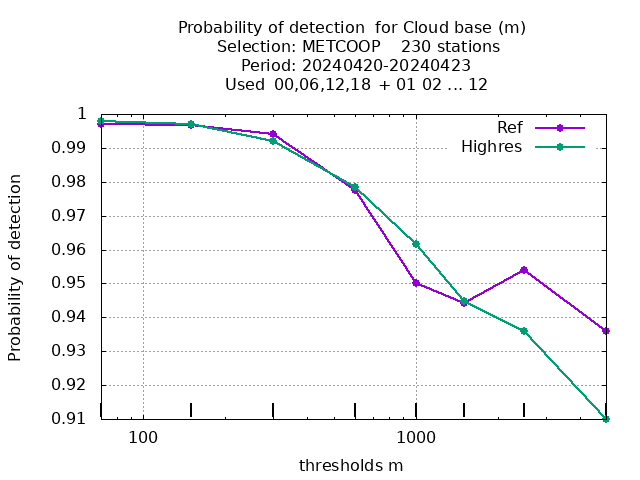 Probability of detection  for Cloud base (m)
Selection: METCOOP    230 stations
Period: 20240420-20240423
Used  00,06,12,18 + 01 02 ... 12
Ref
Highres
1
0.99
0.98
0.97
0.96
0.95
0.94
0.93
0.92
0.91
Probability of detection
100
1000
thresholds m